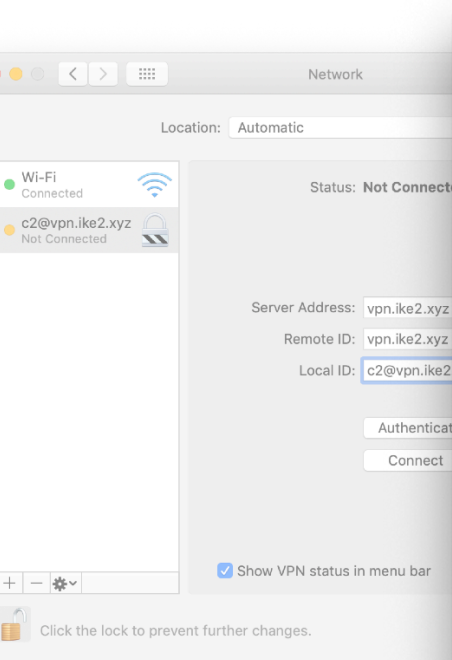 Network
Location: Automatic
Wi-Fi
Connected
c2@vpn.ike2.xyz
Not Connected
Status: Not Connect
Server Address: vpn.ike2.xyz
Remote ID: vpn.ike2.xyz
Local ID: c2@vpn.ike2
Authenticat
Connect
Show VPN status in menu bar
Click the lock to prevent further changes.